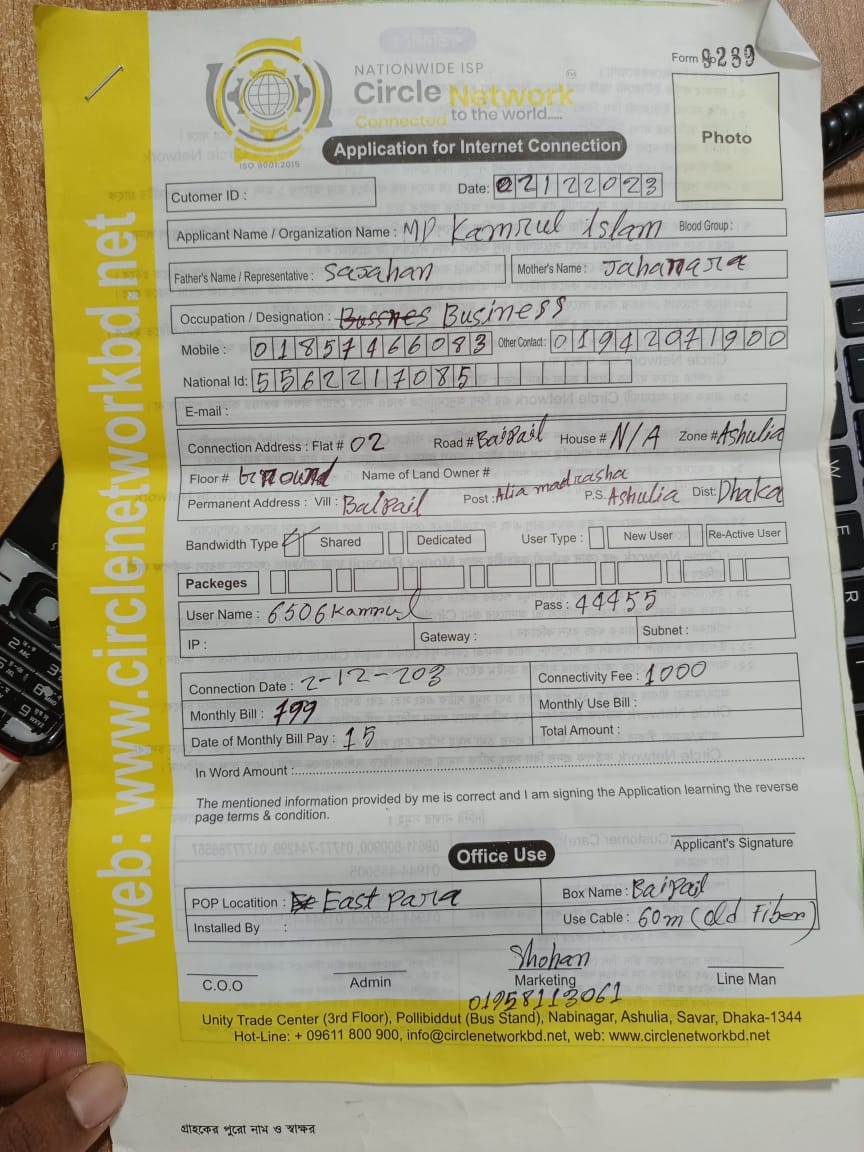 Form No 9239
NATIONWIDE ISP
Circle Network
Connected to the world.....
ISO 9001:2015
Application for Internet Connection
Photo
Cutomer ID :
Date: 02122023
Applicant Name / Organization Name : MD Kamrul islam Blood Group :
Father's Name / Representative : Sajahan Mother's Name : Jahanara
Occupation / Designation : Business
Mobile : 01857466083 Other Contact : 01942071900
National Id: 5562217085
E-mail :
Connection Address : Flat # 02 Road # Baipail House # N/A Zone # Ashulia
Floor # Ground Name of Land Owner #
Permanent Address : Vill : Baipail Post : Alia madrasha P.S. Ashulia Dist: Dhaka
Bandwidth Type Shared Dedicated User Type : New User Re-Active User
Packeges
User Name : 6506kamrul Pass : 44455
IP : Gateway : Subnet :
Connection Date : 2-12-203 Connectivity Fee : 1000
Monthly Bill : 799 Monthly Use Bill :
Date of Monthly Bill Pay : 15 Total Amount :
In Word Amount :
The mentioned information provided by me is correct and I am signing the Application learning the reverse
page terms & condition.
Applicant's Signature
Office Use
POP Locatition : East para Box Name : Baipail
Installed By : Use Cable : 60m (old Fiber)
Shohan
C.O.O Admin Marketing Line Man
01958113061
Unity Trade Center (3rd Floor), Pollibiddut (Bus Stand), Nabinagar, Ashulia, Savar, Dhaka-1344
Hot-Line: + 09611 800 900, info@circlenetworkbd.net, web: www.circlenetworkbd.net
web: www.circlenetworkbd.net
গ্রাহকের পুরো নাম ও স্বাক্ষর